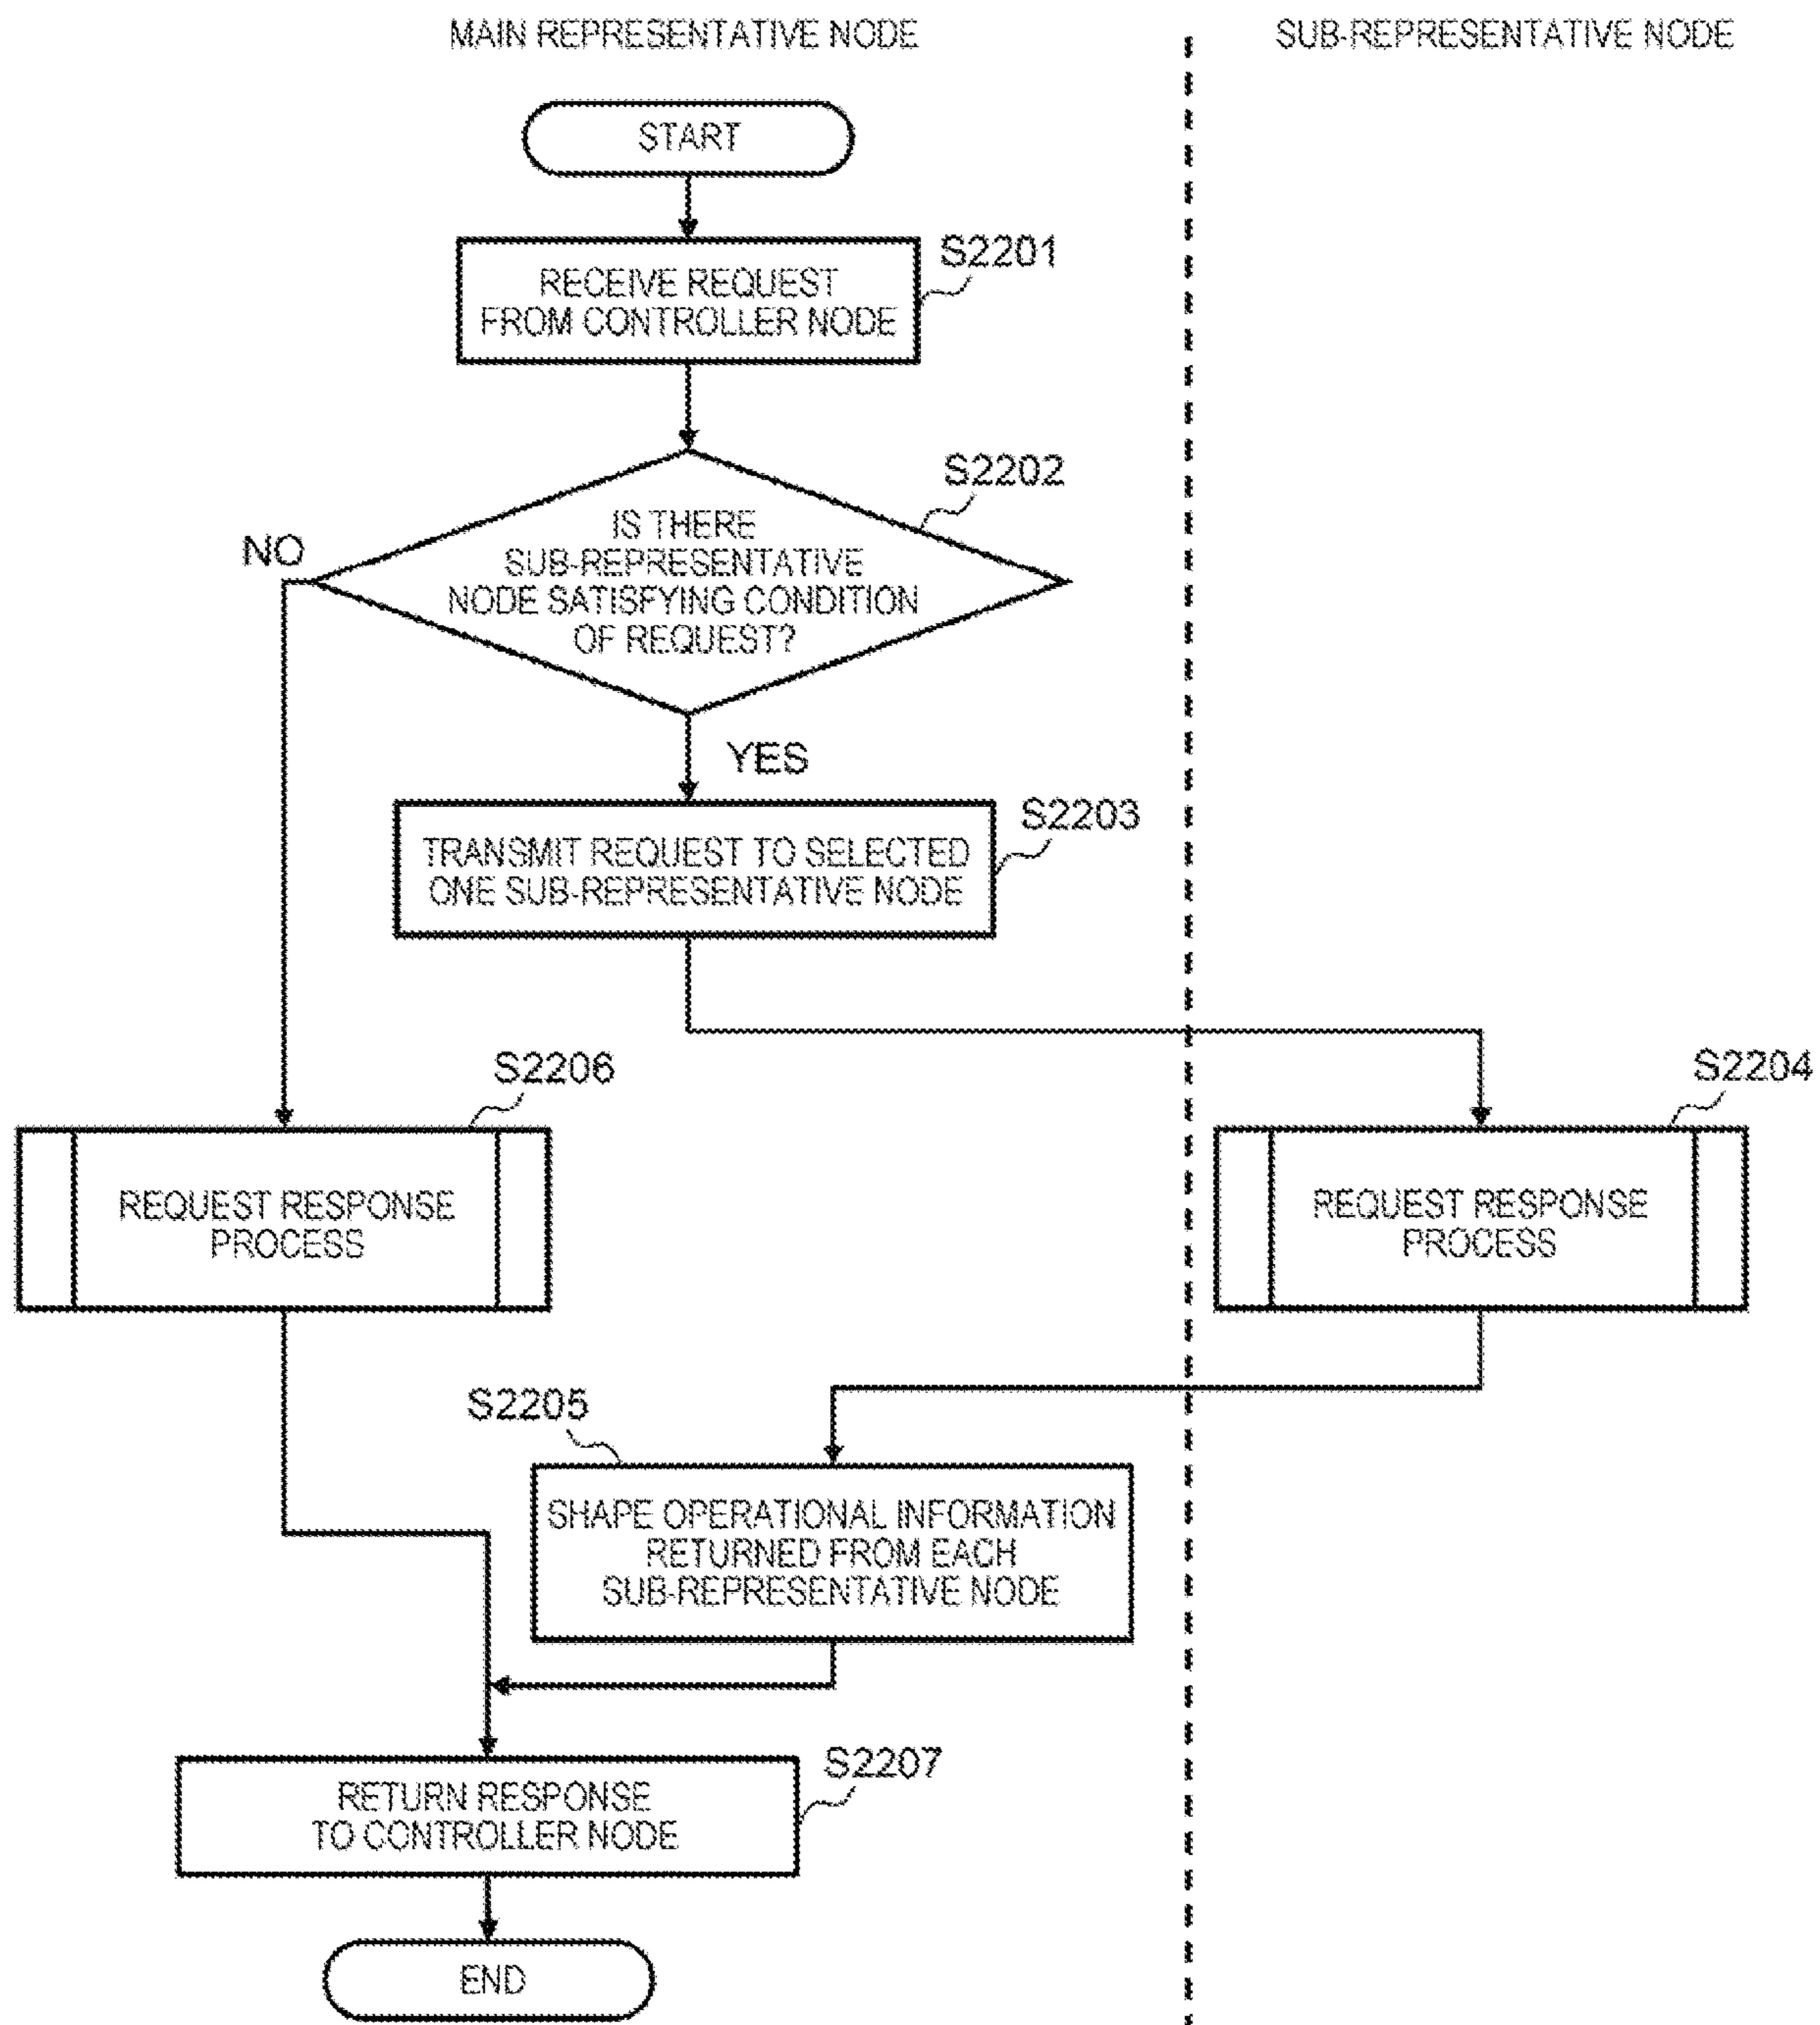 MAIN REPRESENTATIVE NODE
SUB-REPRESENTATIVE NODE
START
S2201
RECEIVE REQUEST
FROM CONTROLLER NODE
S2202
IS THERE
SUB-REPRESENTATIVE
NODE SATISFYING CONDITION
OF REQUEST?
NO
YES
S2203
TRANSMIT REQUEST TO SELECTED
ONE SUB-REPRESENTATIVE NODE
S2206
REQUEST RESPONSE
PROCESS
S2204
REQUEST RESPONSE
PROCESS
S2205
SHAPE OPERATIONAL INFORMATION
RETURNED FROM EACH
SUB-REPRESENTATIVE NODE
S2207
RETURN RESPONSE
TO CONTROLLER NODE
END